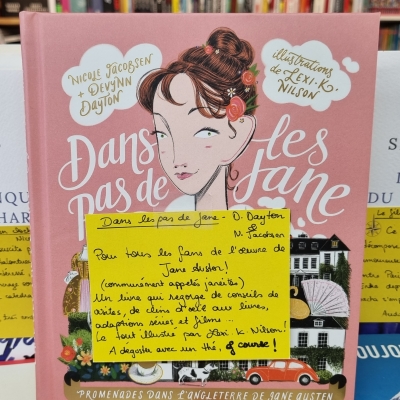 NICOLE JACOBSEN
+ DEVYNN
DAYTON
illustrations
de LEXI·K·
NILSON
Dans les
pas de Jane
Dans les pas de Jane - D. Dayton
N. Jacobson
Pour tous les fans de l'œuvre de
Jane Austen!
(communément appelés janeites)
Un livre qui regorge de conseils de
visites, de clins d'œil aux livres,
adaptations séries et films ...
Le tout illustré par Lexi. K. Nilson!
A déguster avec un thé, of course!
PROMENADES DANS L'ANGLETERRE DE JANE AUSTEN